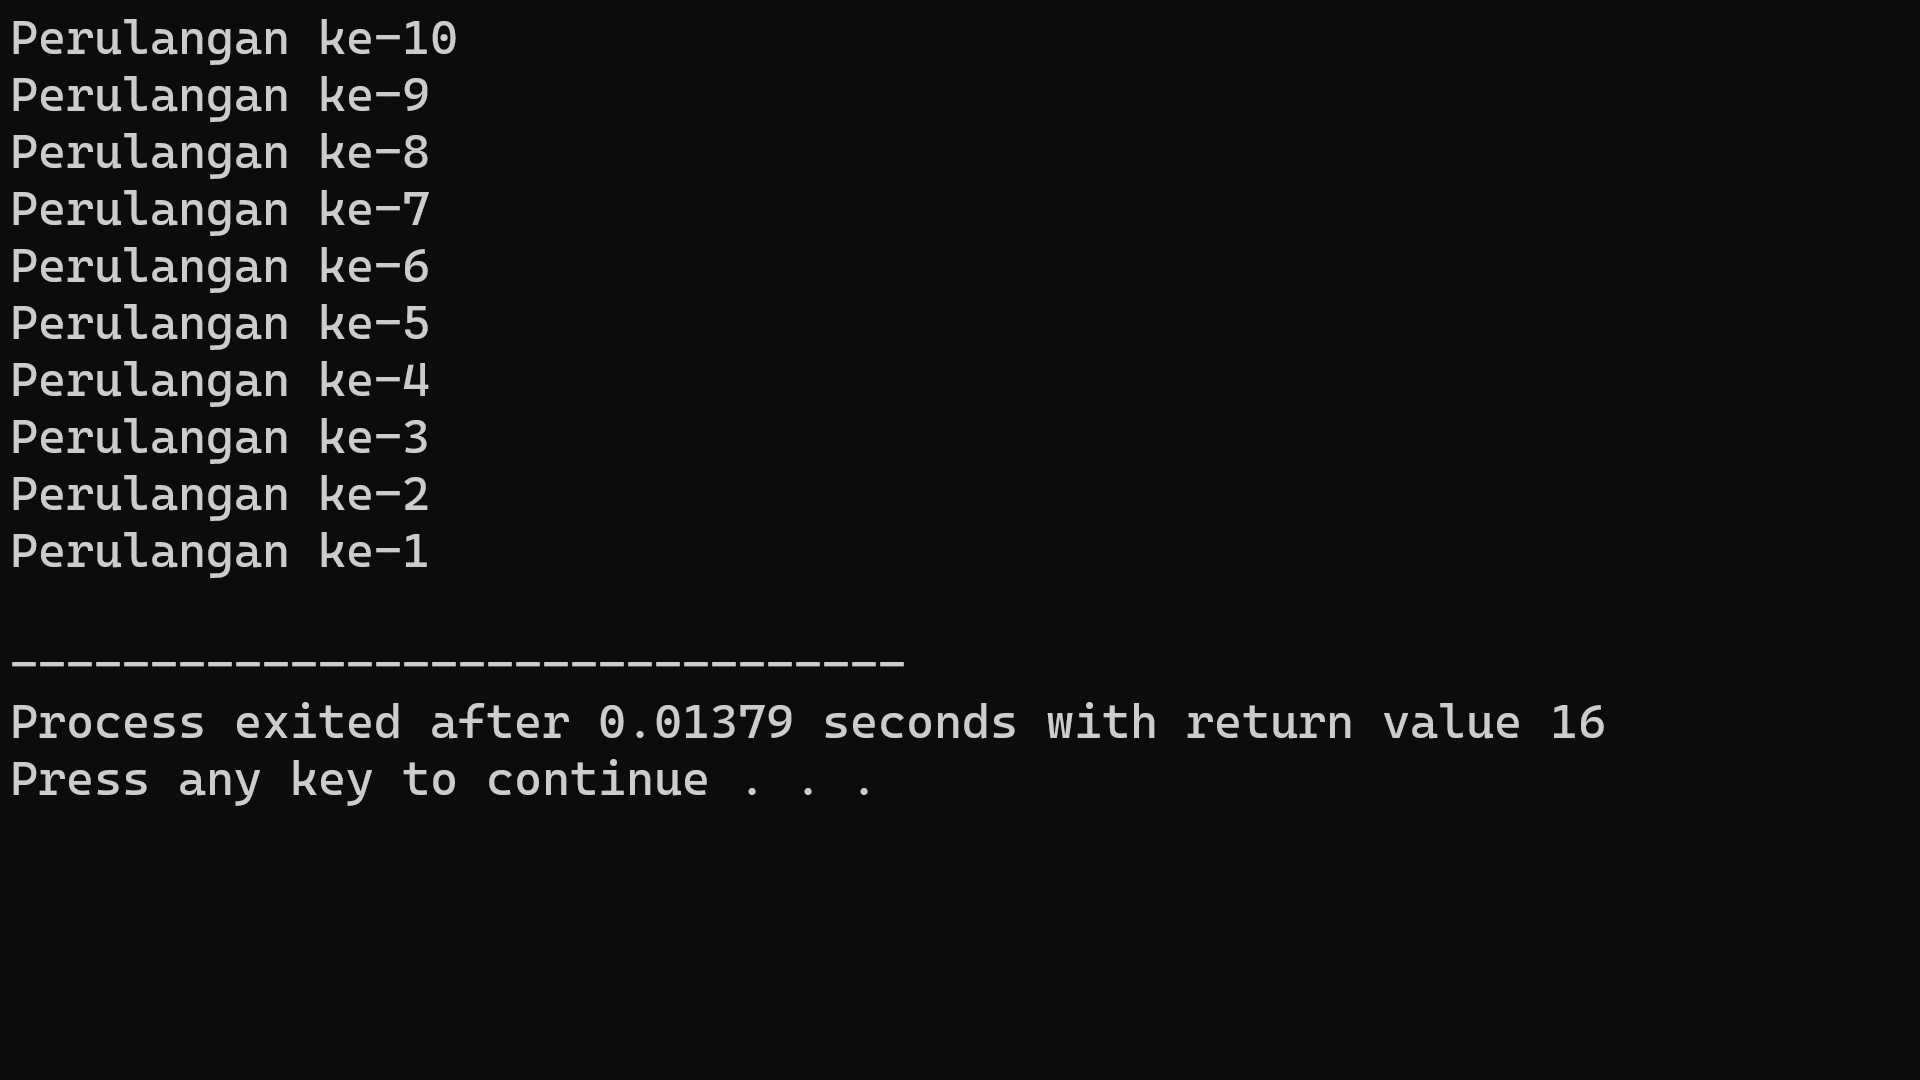 Perulangan ke-10
Perulangan ke-9
Perulangan ke-8
Perulangan ke-7
Perulangan ke-6
Perulangan ke-5
Perulangan ke-4
Perulangan ke-3
Perulangan ke-2
Perulangan ke-1
--------------------------------
Process exited after 0.01379 seconds with return value 16
Press any key to continue . . .